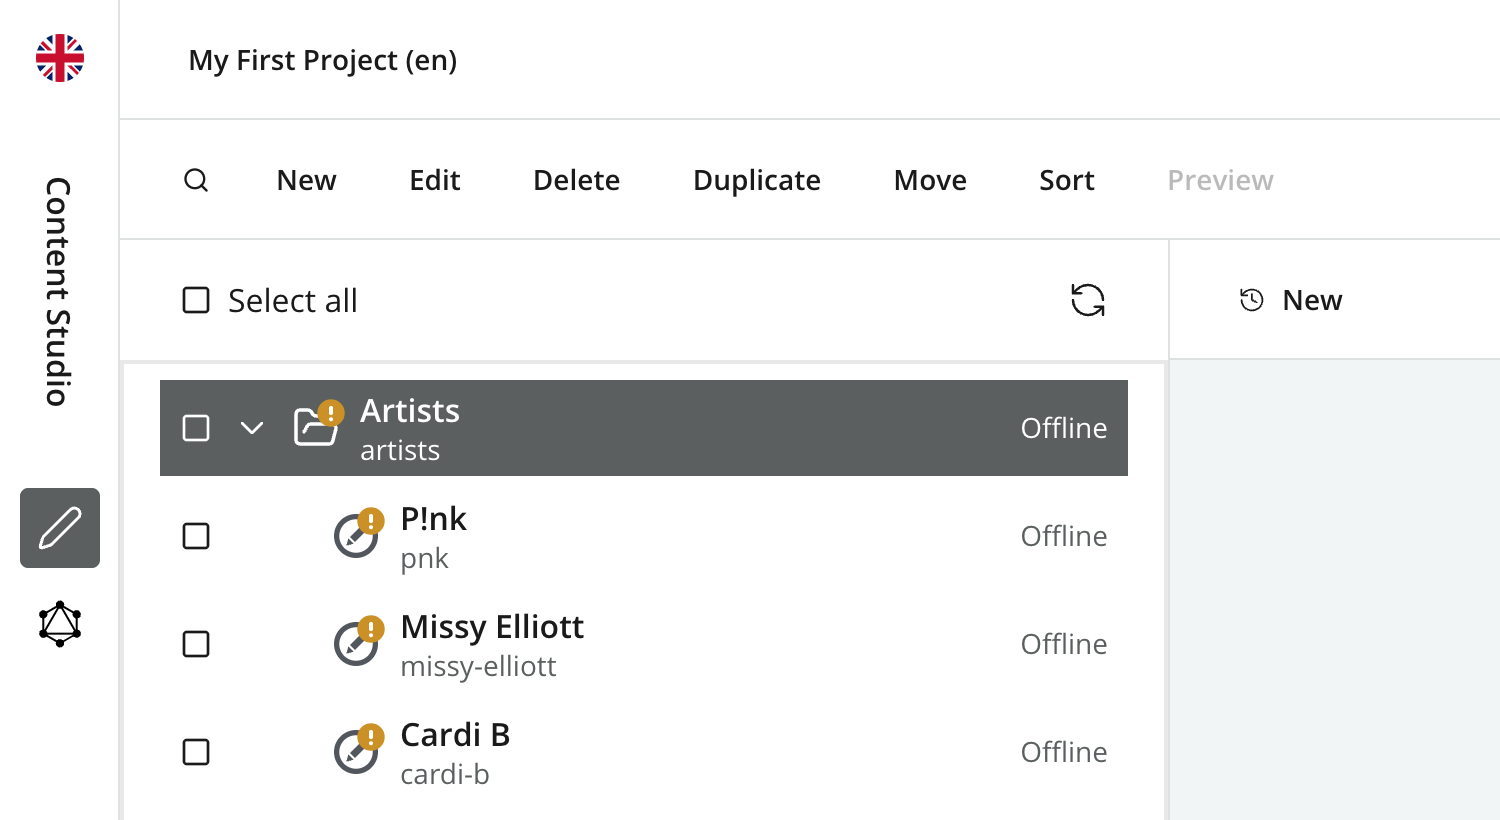 My First Project (en)
Content Studio
New Edit Delete Duplicate Move Sort Preview
Select all
New
Artists
artists
Offline
P!nk
pnk
Offline
Missy Elliott
missy-elliott
Offline
Cardi B
cardi-b
Offline